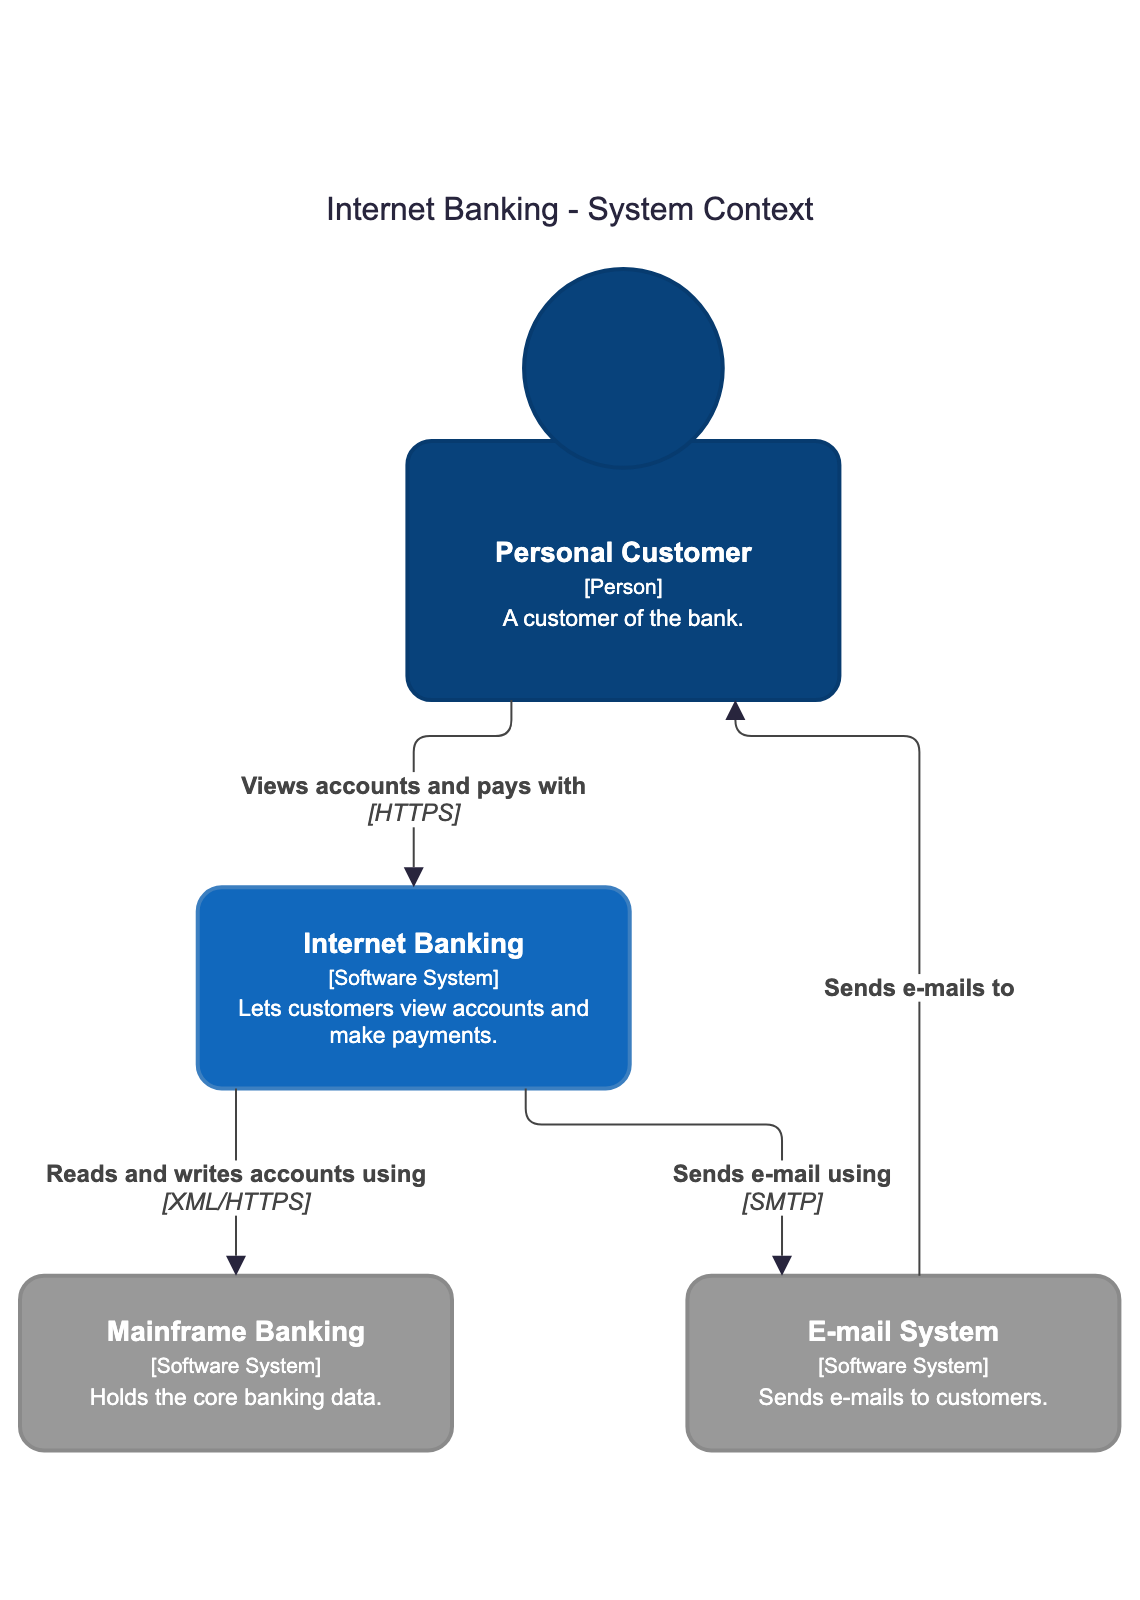 Internet Banking - System Context
Personal Customer
[Person]
A customer of the bank.
Views accounts and pays with
[HTTPS]
Internet Banking
[Software System]
Lets customers view accounts and
make payments.
Sends e-mails to
Reads and writes accounts using
[XML/HTTPS]
Sends e-mail using
[SMTP]
Mainframe Banking
[Software System]
Holds the core banking data.
E-mail System
[Software System]
Sends e-mails to customers.